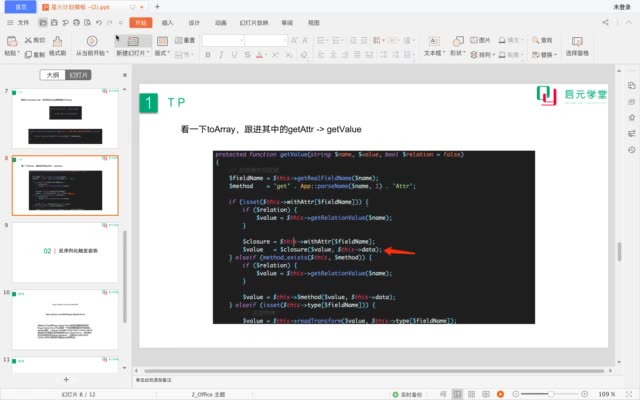 首页
星火计划模板 - (2).ppt
未登录
文件
开始
插入
设计
动画
幻灯片放映
审阅
视图
粘贴
剪切
复制
格式刷
从当前开始
新建幻灯片
版式
重置
文本框
形状
图片
排列
填充
轮廓
查找
替换
选择窗格
大纲
幻灯片
7
8
9
02
反序列化触发姿势
10
11
1
TP
启元学堂
看一下toArray，跟进其中的getAttr -> getValue
protected function getValue(string $name, $value, bool $relation = false)
{
$fieldName = $this->getRealFieldName($name);
$method = 'get' . App::parseName($name, 1) . 'Attr';
if (isset($this->withAttr[$fieldName])) {
if ($relation) {
$value = $this->getRelationValue($name);
}
$closure = $this->withAttr[$fieldName];
$value = $closure($value, $this->data);
} elseif (method_exists($this, $method)) {
if ($relation) {
$value = $this->getRelationValue($name);
}
$value = $this->$method($value, $this->data);
} elseif (isset($this->type[$fieldName])) {
$value = $this->readTransform($value, $this->type[$fieldName]);
单击此处添加备注
幻灯片 8 / 12
2_Office 主题
实时备份
109 %